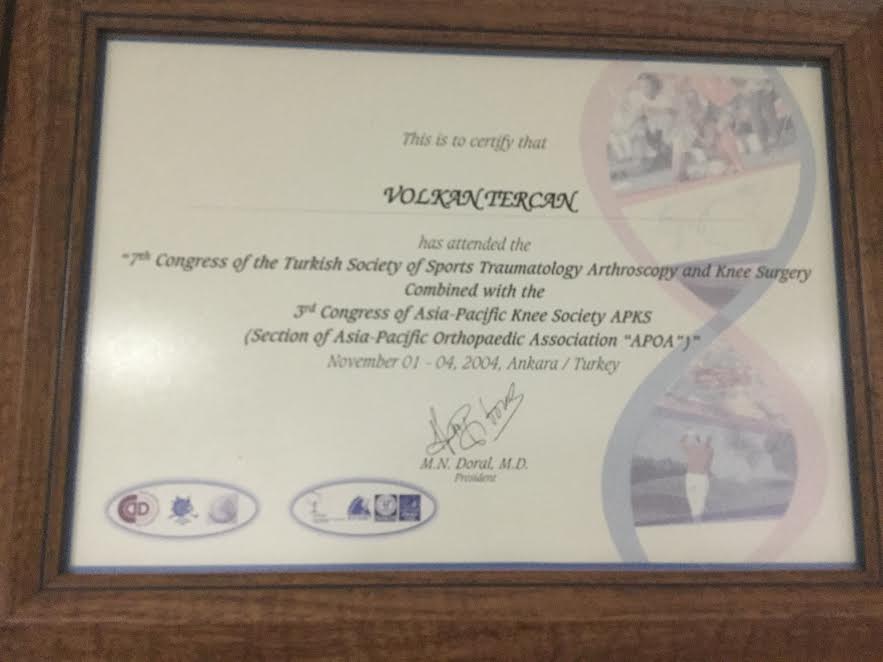 This is to certify that
VOLKAN TERCAN
has attended the
"7th Congress of the Turkish Society of Sports Traumatology Arthroscopy and Knee Surgery
Combined with the
3rd Congress of Asia-Pacific Knee Society APKS
(Section of Asia-Pacific Orthopaedic Association "APOA")"
November 01 - 04, 2004, Ankara / Turkey
M.N. Doral, M.D.
President